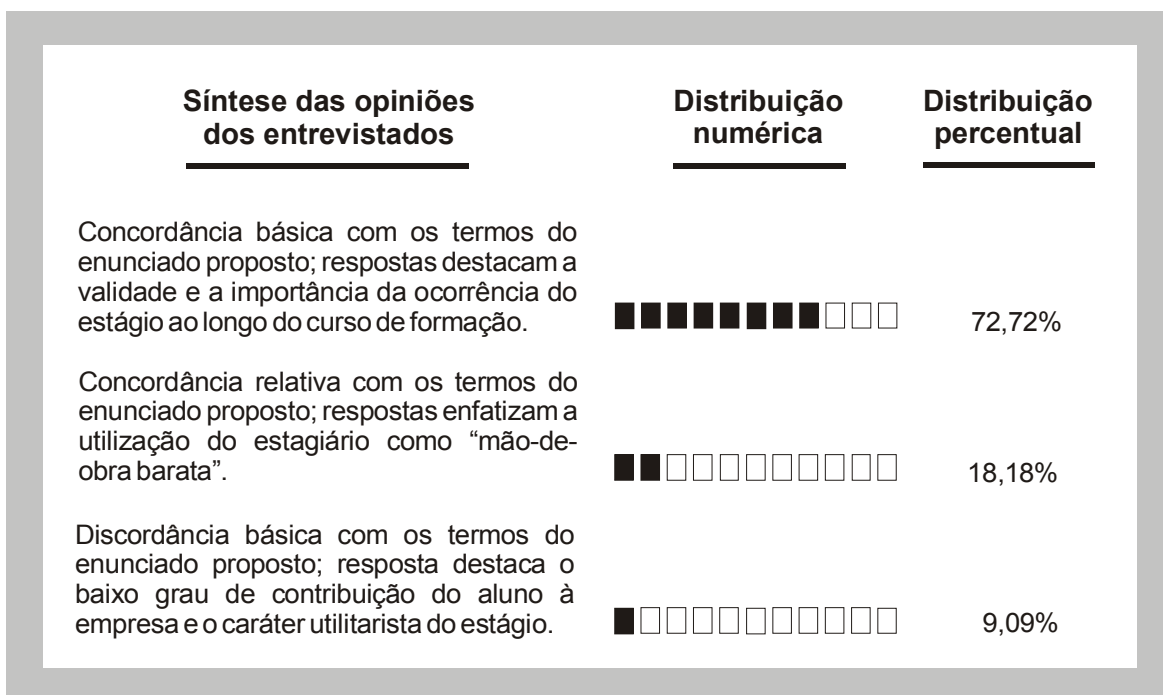 Síntese das opiniões
dos entrevistados
Distribuição
numérica
Distribuição
percentual
Concordância básica com os termos do
enunciado proposto; respostas destacam a
validade e a importância da ocorrência do
estágio ao longo do curso de formação.
72,72%
Concordância relativa com os termos do
enunciado proposto; respostas enfatizam a
utilização do estagiário como “mão-de-
obra barata”.
18,18%
Discordância básica com os termos do
enunciado proposto; resposta destaca o
baixo grau de contribuição do aluno à
empresa e o caráter utilitarista do estágio.
9,09%